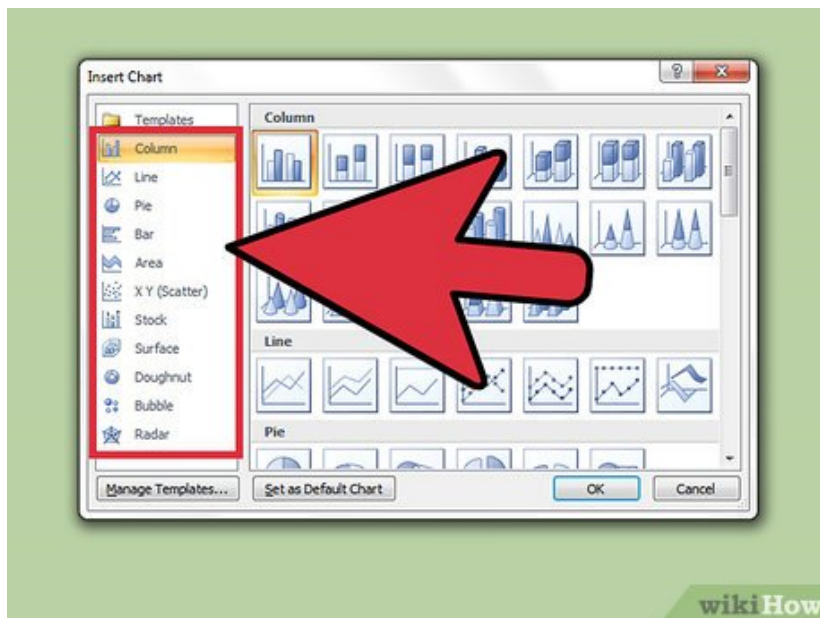 Insert Chart
Templates
Column
Line
Pie
Bar
Area
X Y (Scatter)
Stock
Surface
Doughnut
Bubble
Radar
Column
Line
Pie
Manage Templates...
Set as Default Chart
OK
Cancel
wikiHow